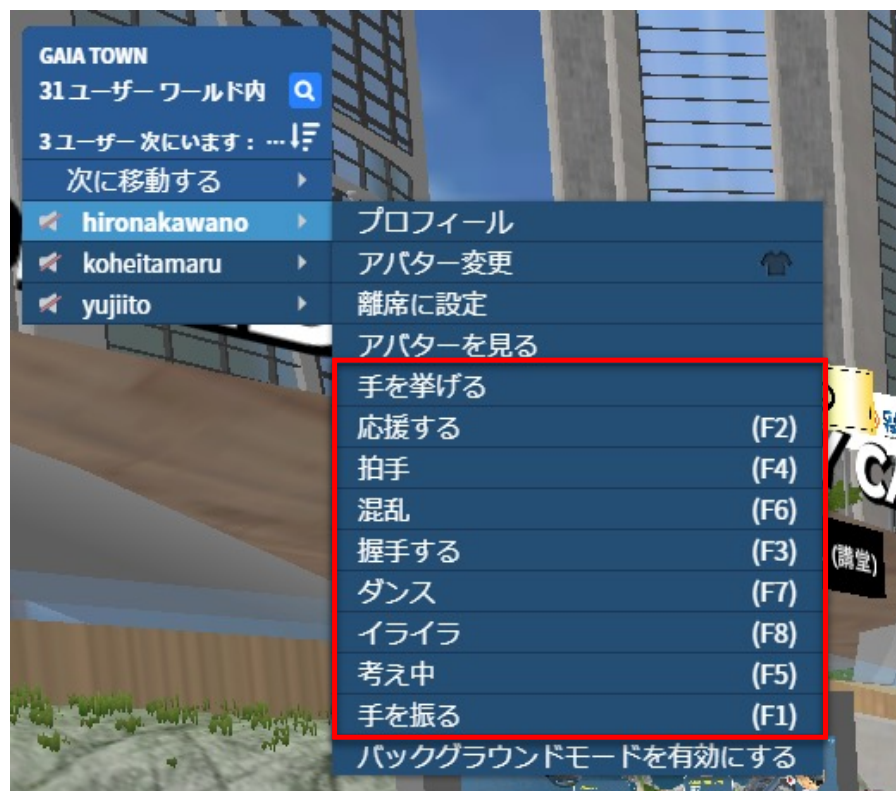 GAIA TOWN
31 ユーザー ワールド内
3 ユーザー 次にいます : ...
次に移動する
hironakawano
koheitamaru
yujiito
プロフィール
アバター変更
離席に設定
アバターを見る
手を挙げる
応援する (F2)
拍手 (F4)
混乱 (F6)
握手する (F3)
ダンス (F7)
イライラ (F8)
考え中 (F5)
手を振る (F1)
バックグラウンドモードを有効にする
(講堂)